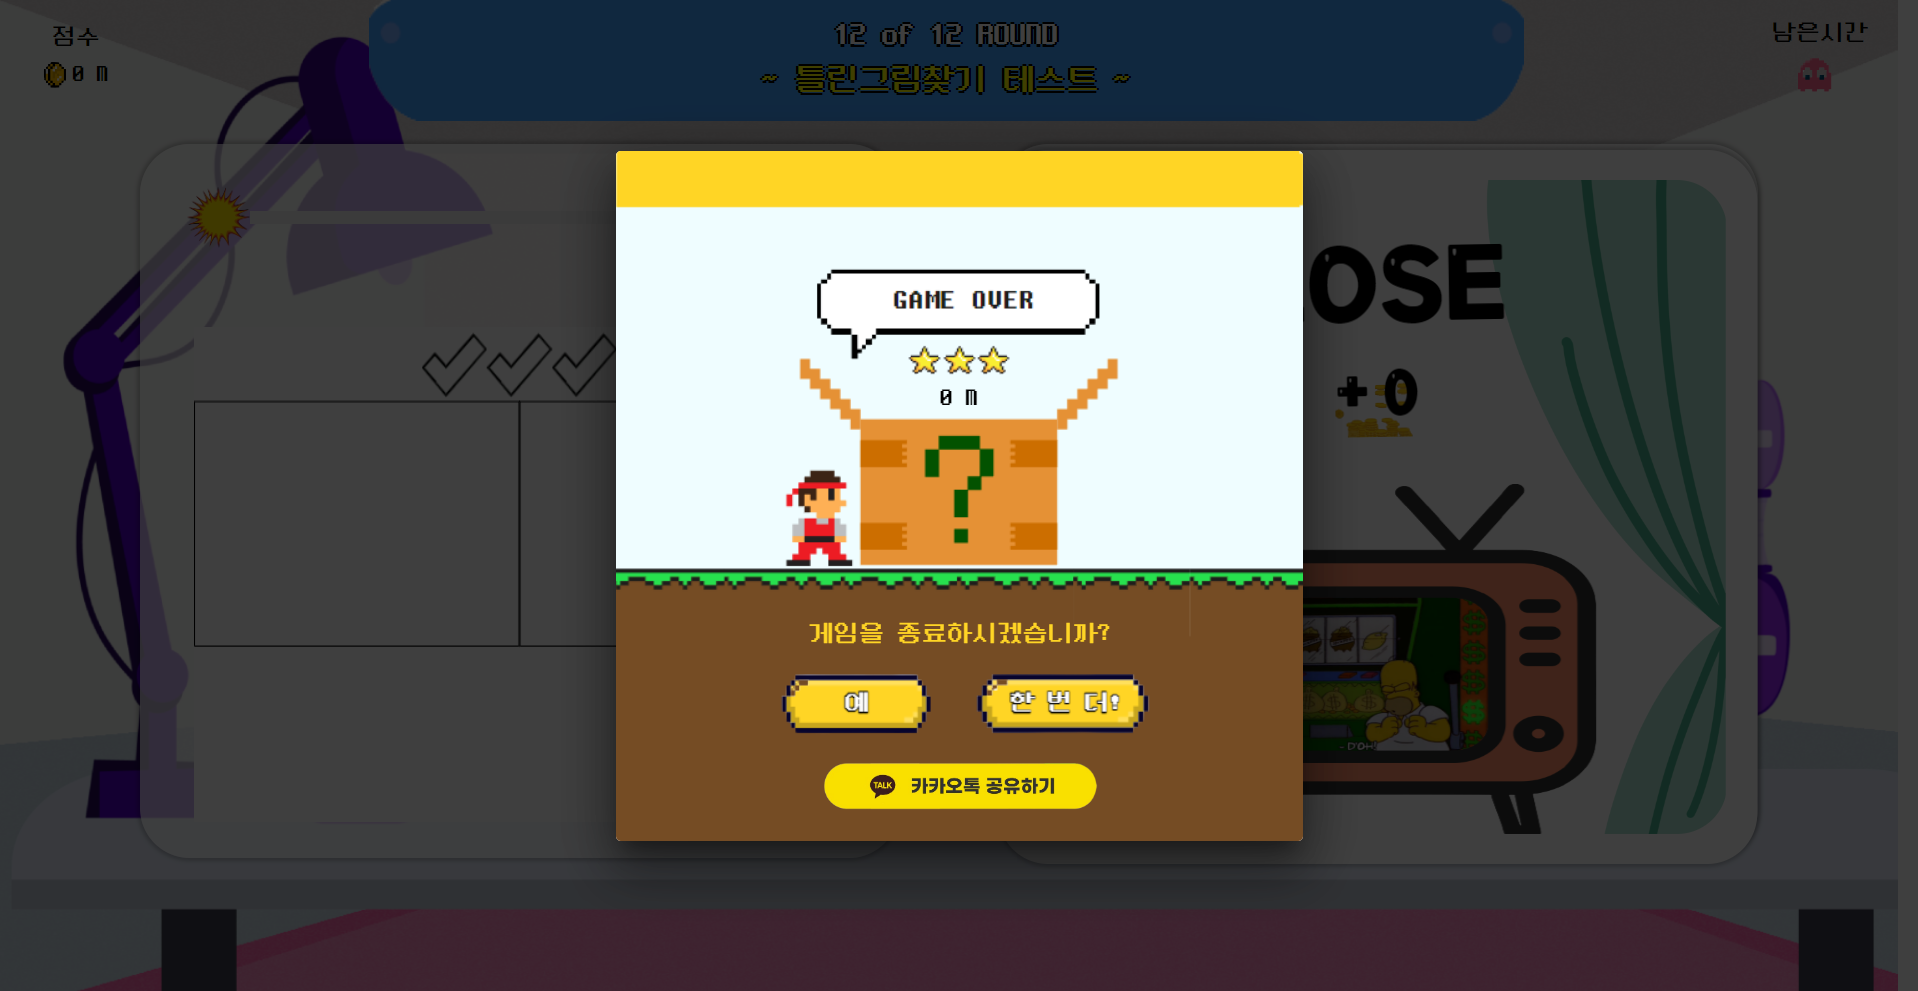 점수
0 m
12 of 12 ROUND
~ 틀린그림찾기 테스트 ~
남은시간
OSE
+ 0
GAME OVER
0 m
?
게임을 종료하시겠습니까?
예
한 번 더!
TALK 카카오톡 공유하기
- D'OH